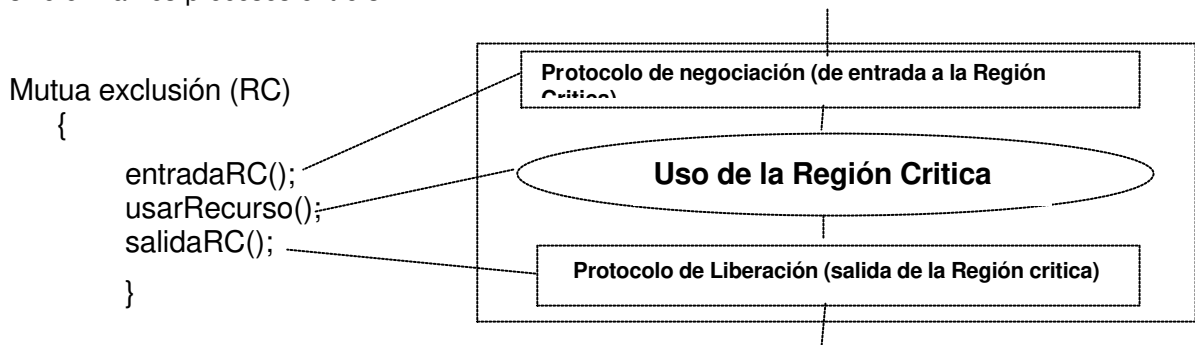 Mutua exclusión (RC)
{
entradaRC();
usarRecurso();
salidaRC();
}
Protocolo de negociación (de entrada a la Región
Critica)
Uso de la Región Critica
Protocolo de Liberación (salida de la Región critica)